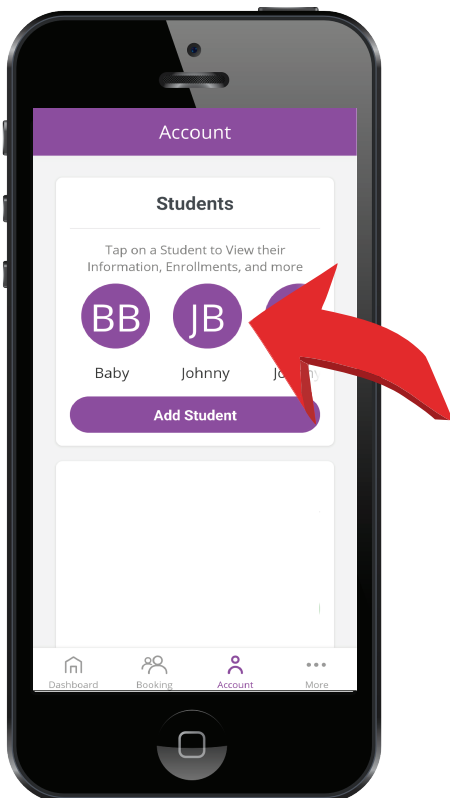 Account
Students
Tap on a Student to View their
Information, Enrollments, and more
BB JB
Baby Johnny
Add Student
Dashboard Booking Account More